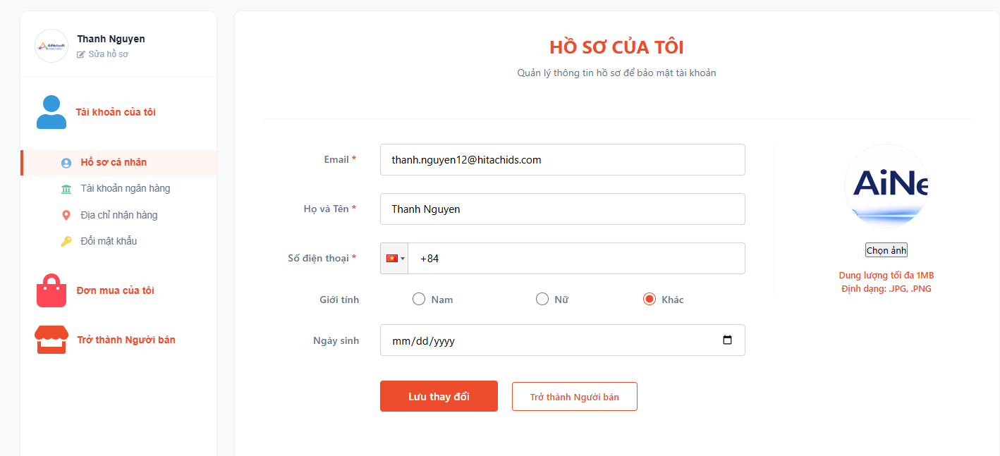 Thanh Nguyen
Sửa hồ sơ
Tài khoản của tôi
Hồ sơ cá nhân
Tài khoản ngân hàng
Địa chỉ nhận hàng
Đổi mật khẩu
Đơn mua của tôi
Trở thành Người bán
HỒ SƠ CỦA TÔI
Quản lý thông tin hồ sơ để bảo mật tài khoản
Email * thanh.nguyen12@hitachids.com
Họ và Tên * Thanh Nguyen
Số điện thoại * +84
Giới tính Nam Nữ Khác
Ngày sinh mm/dd/yyyy
Lưu thay đổi Trở thành Người bán
AiNe
Chọn ảnh
Dung lượng tối đa 1MB
Định dạng: .JPG, .PNG